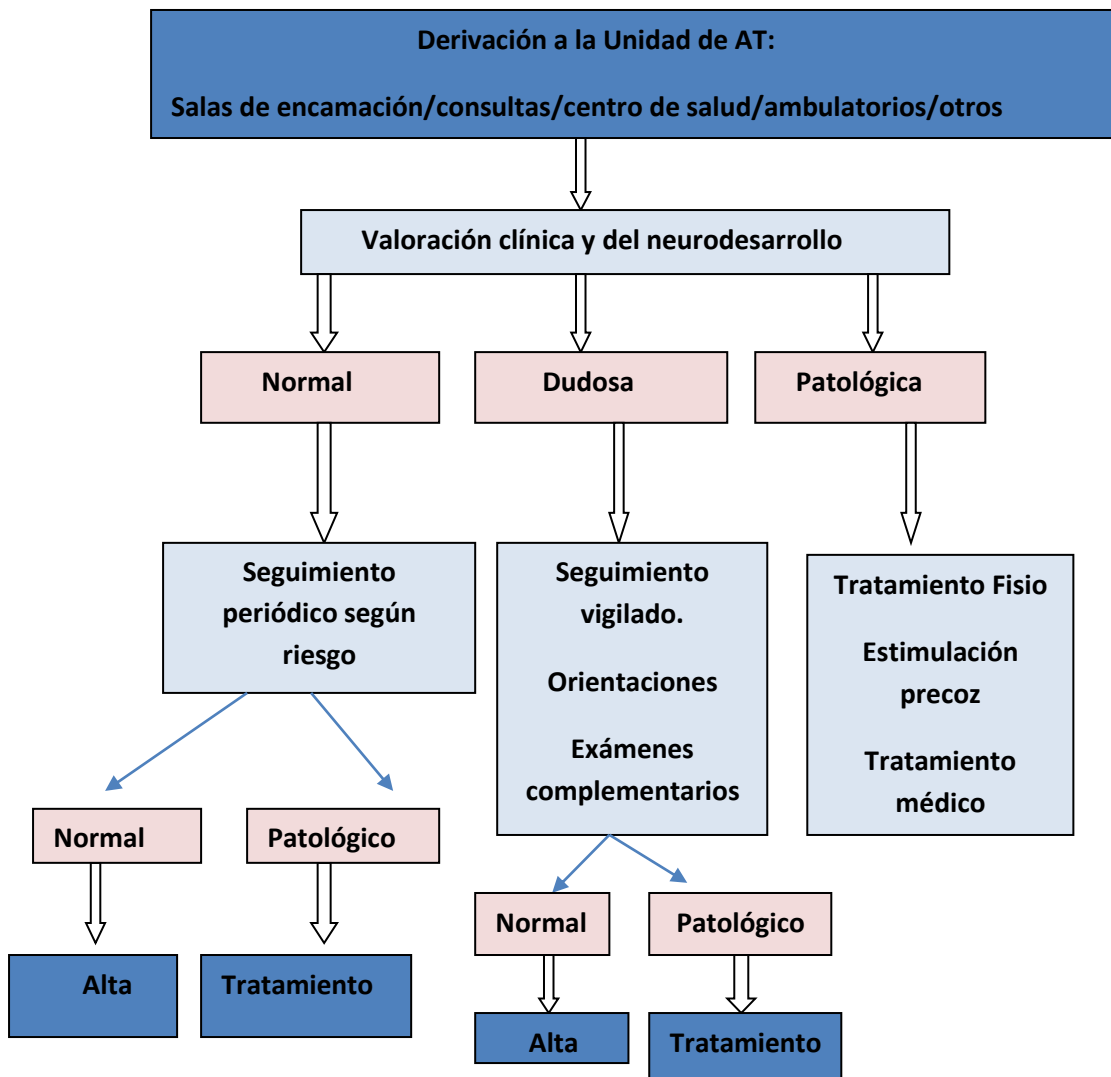 Derivación a la Unidad de AT:
Salas de encamación/consultas/centro de salud/ambulatorios/otros
Valoración clínica y del neurodesarrollo
Normal
Dudosa
Patológica
Seguimiento
periódico según
riesgo
Seguimiento
vigilado.
Orientaciones
Exámenes
complementarios
Tratamiento Fisio
Estimulación
precoz
Tratamiento
médico
Normal
Patológico
Normal
Patológico
Alta
Tratamiento
Alta
Tratamiento